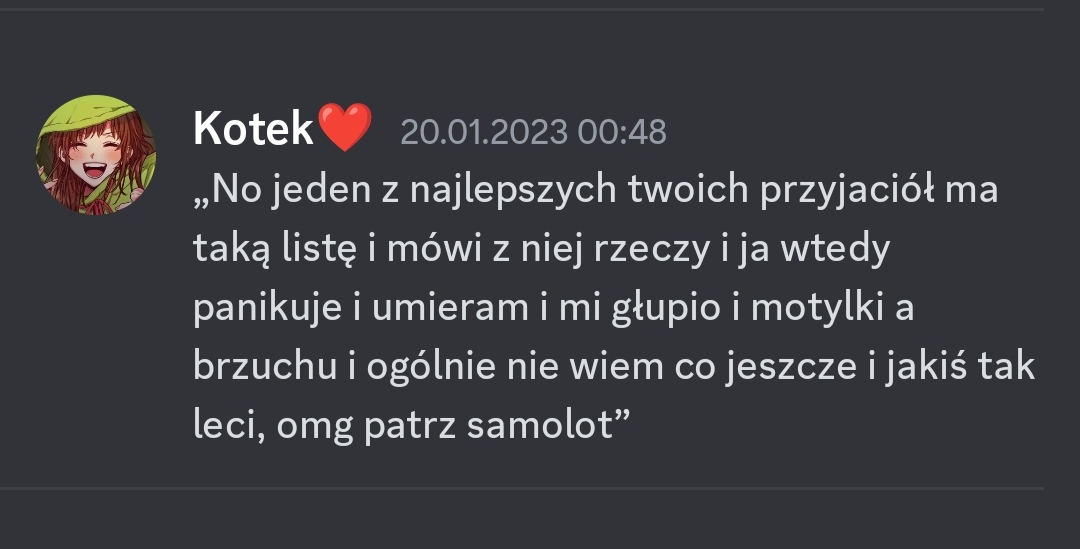 Kotek❤️ 20.01.2023 00:48
„No jeden z najlepszych twoich przyjaciół ma
taką listę i mówi z niej rzeczy i ja wtedy
panikuje i umieram i mi głupio i motylki a
brzuchu i ogólnie nie wiem co jeszcze i jakiś tak
leci, omg patrz samolot”